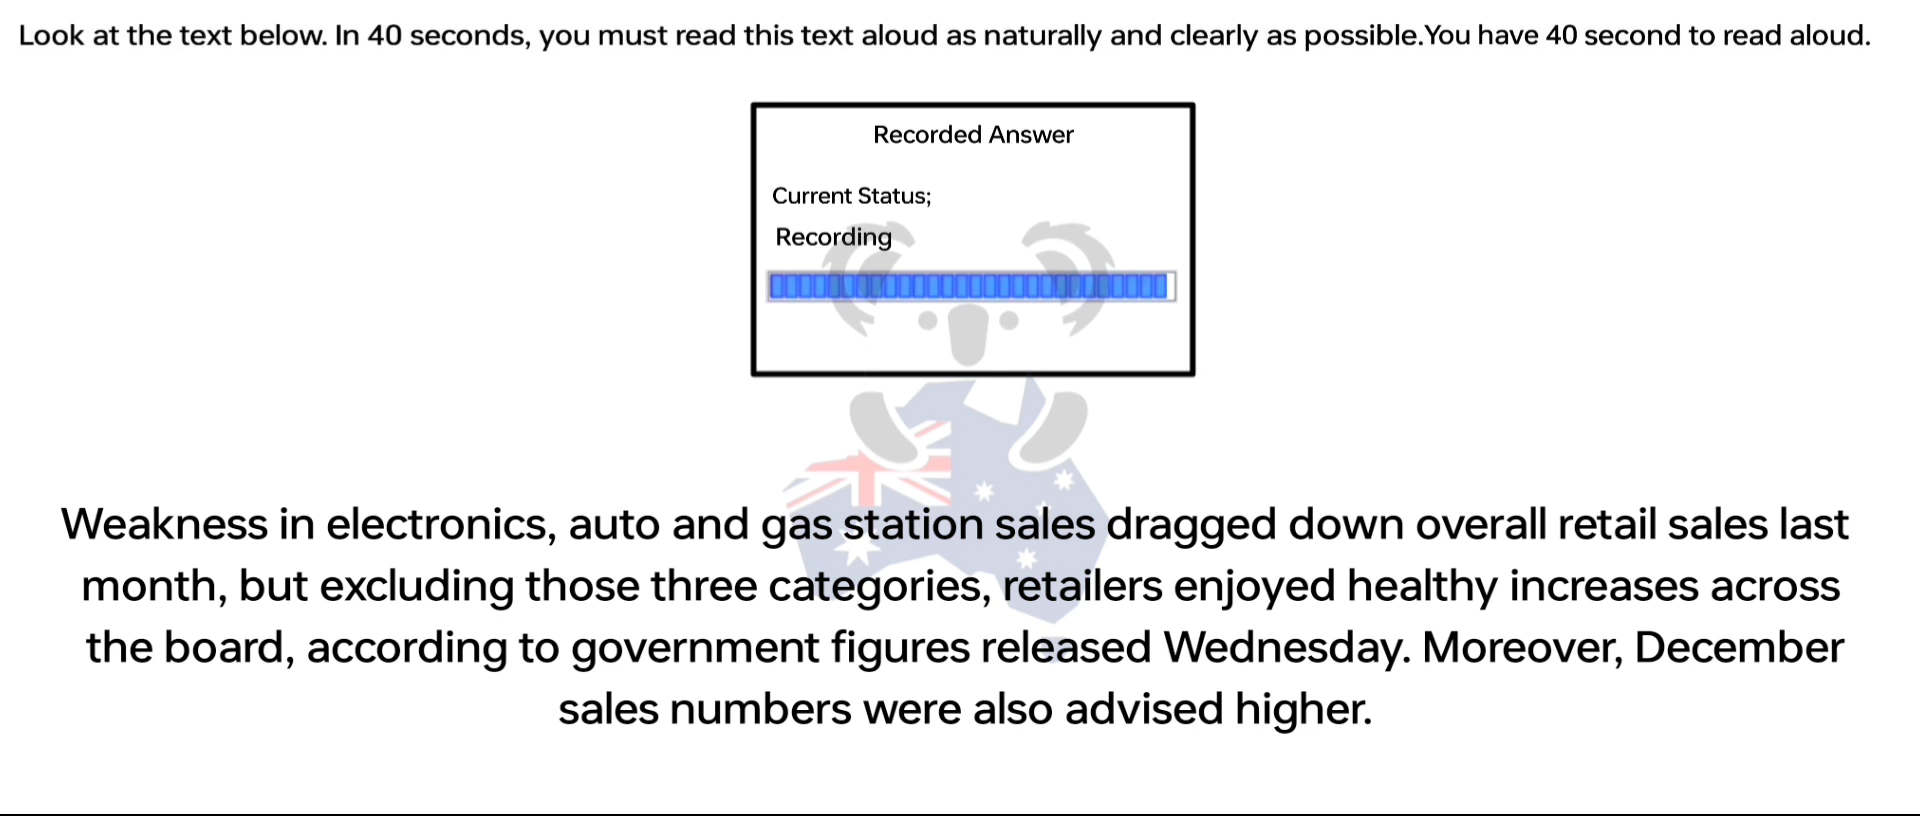 Look at the text below. In 40 seconds, you must read this text aloud as naturally and clearly as possible.You have 40 second to read aloud.
Recorded Answer
Current Status;
Recording
Weakness in electronics, auto and gas station sales dragged down overall retail sales last
month, but excluding those three categories, retailers enjoyed healthy increases across
the board, according to government figures released Wednesday. Moreover, December
sales numbers were also advised higher.